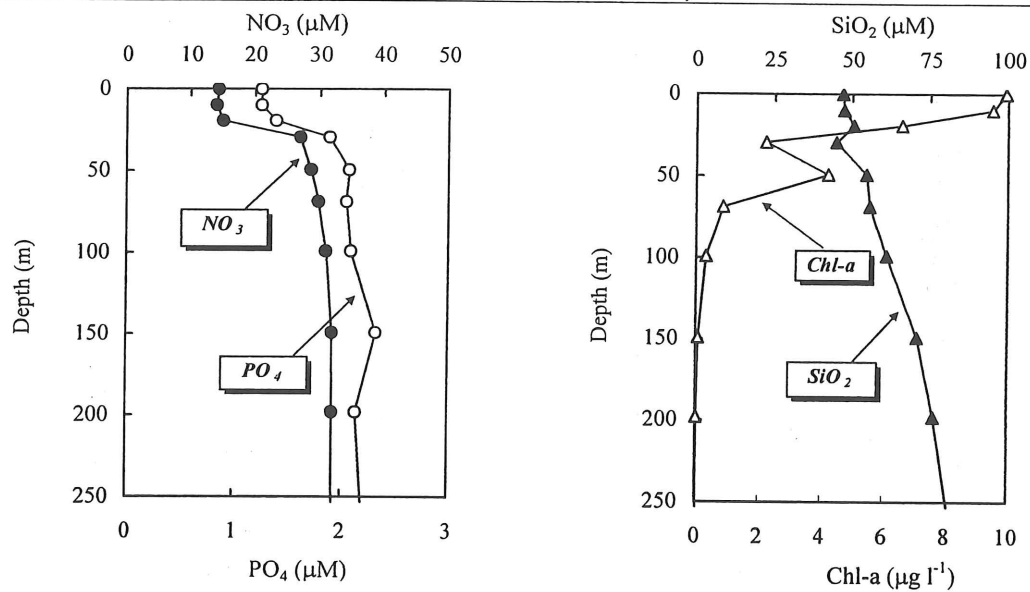 NO3 (μM)
0 10 20 30 40 50
0
50
100
150
200
250
Depth (m)
NO3
PO4
0 1 2 3
PO4 (μM)
SiO2 (μM)
0 25 50 75 100
0
50
100
150
200
250
Depth (m)
Chl-a
SiO2
0 2 4 6 8 10
Chl-a (μg l-1)